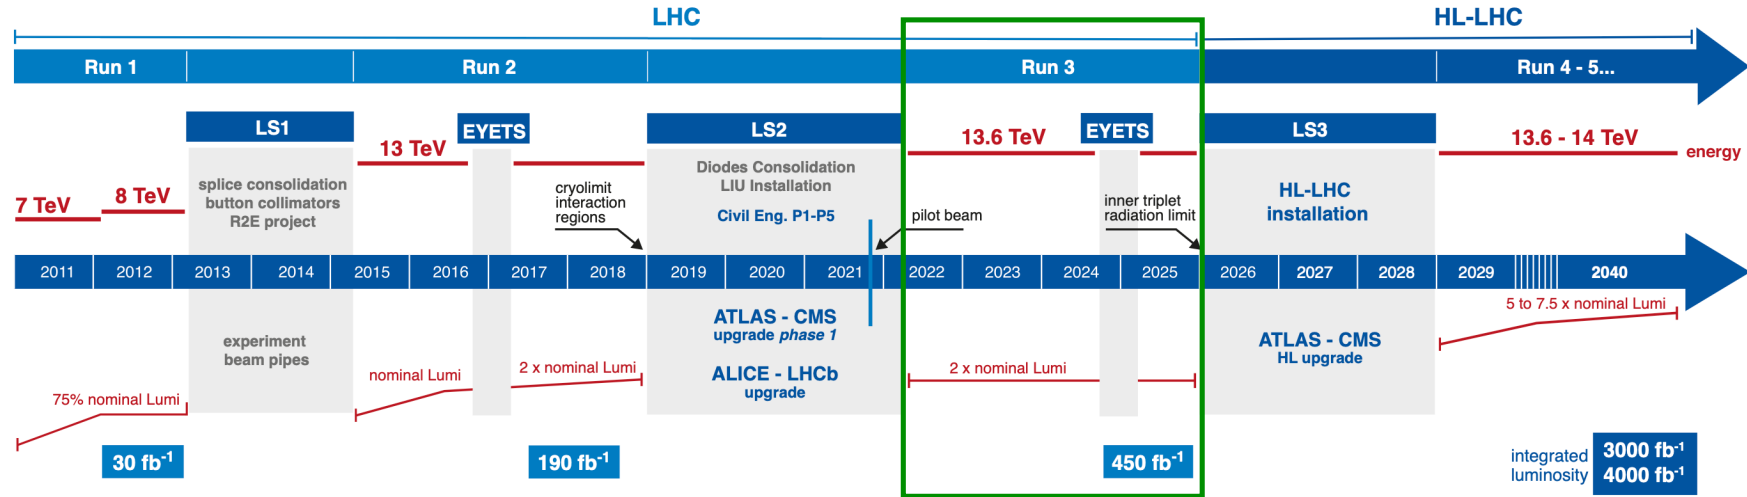 LHC
HL-LHC
Run 1
Run 2
Run 3
Run 4 - 5...
LS1
EYETS
LS2
EYETS
LS3
13 TeV
13.6 TeV
13.6 - 14 TeV
energy
7 TeV
8 TeV
splice consolidation
button collimators
R2E project
cryolimit
interaction
regions
Diodes Consolidation
LIU Installation
Civil Eng. P1-P5
pilot beam
inner triplet
radiation limit
HL-LHC
installation
2011
2012
2013
2014
2015
2016
2017
2018
2019
2020
2021
2022
2023
2024
2025
2026
2027
2028
2029
2040
5 to 7.5 x nominal Lumi
experiment
beam pipes
ATLAS - CMS
upgrade phase 1
ALICE - LHCb
upgrade
ATLAS - CMS
HL upgrade
75% nominal Lumi
nominal Lumi
2 x nominal Lumi
2 x nominal Lumi
30 fb⁻¹
190 fb⁻¹
450 fb⁻¹
integrated
luminosity
3000 fb⁻¹
4000 fb⁻¹